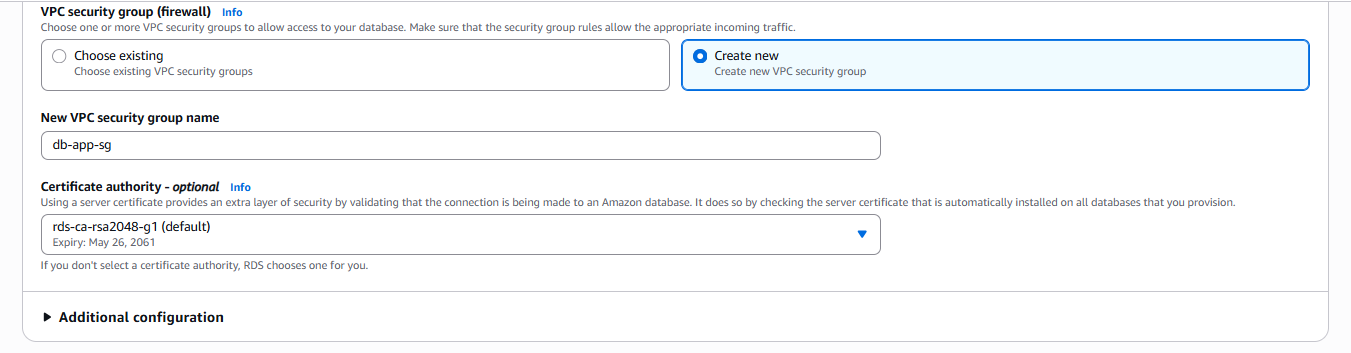 VPC security group (firewall) Info
Choose one or more VPC security groups to allow access to your database. Make sure that the security group rules allow the appropriate incoming traffic.
Choose existing
Choose existing VPC security groups
Create new
Create new VPC security group
New VPC security group name
db-app-sg
Certificate authority - optional Info
Using a server certificate provides an extra layer of security by validating that the connection is being made to an Amazon database. It does so by checking the server certificate that is automatically installed on all databases that you provision.
rds-ca-rsa2048-g1 (default)
Expiry: May 26, 2061
If you don't select a certificate authority, RDS chooses one for you.
Additional configuration